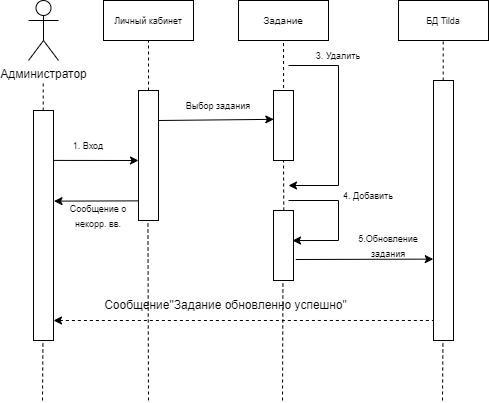 Администратор
Личный кабинет
Задание
БД Tilda
3. Удалить
Выбор задания
1. Вход
4. Добавить
Сообщение о
некорр. вв.
5.Обновление
задания
Сообщение"Задание обновленно успешно"